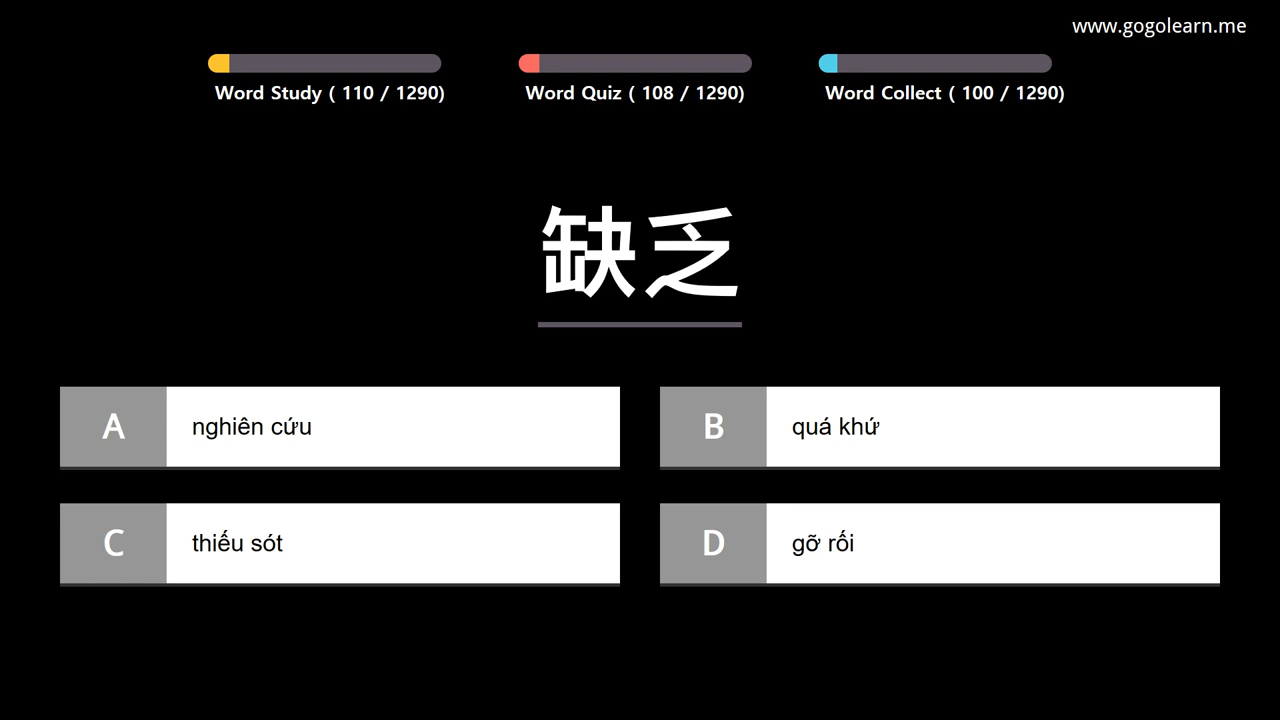 www.gogolearn.me
Word Study ( 110 / 1290)
Word Quiz ( 108 / 1290)
Word Collect ( 100 / 1290)
缺乏
A nghiên cứu
B quá khứ
C thiếu sót
D gỡ rối